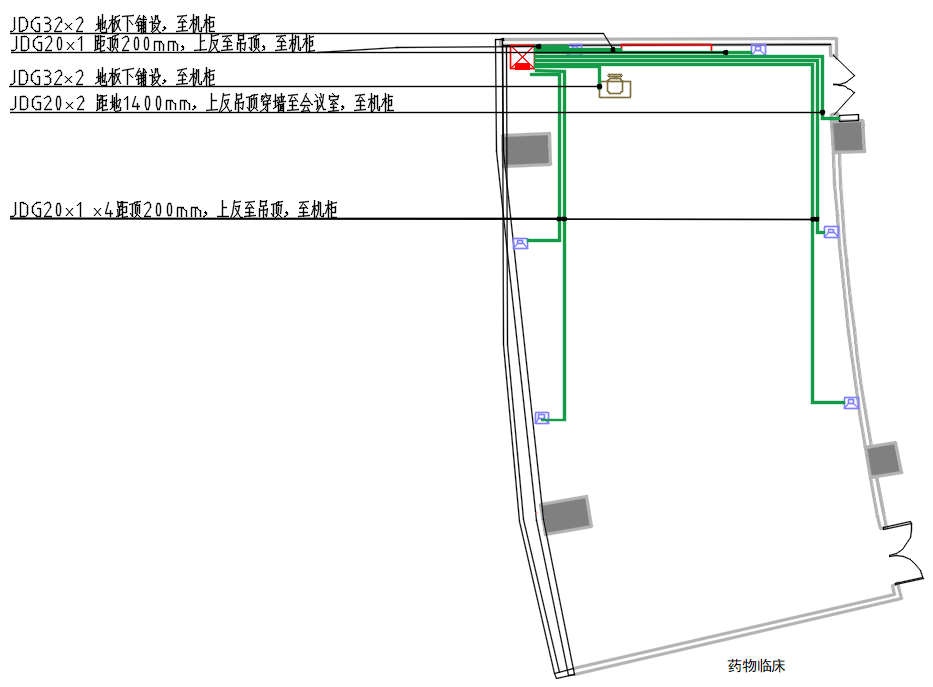 JDG32×2 地板下铺设，至机柜
JDG20×1 距顶200mm，上反至吊顶，至机柜
JDG32×2 地板下铺设，至机柜
JDG20×2 距地1400mm，上反吊顶穿墙至会议室，至机柜
JDG20×1 ×4距顶200mm，上反至吊顶，至机柜
药物临床